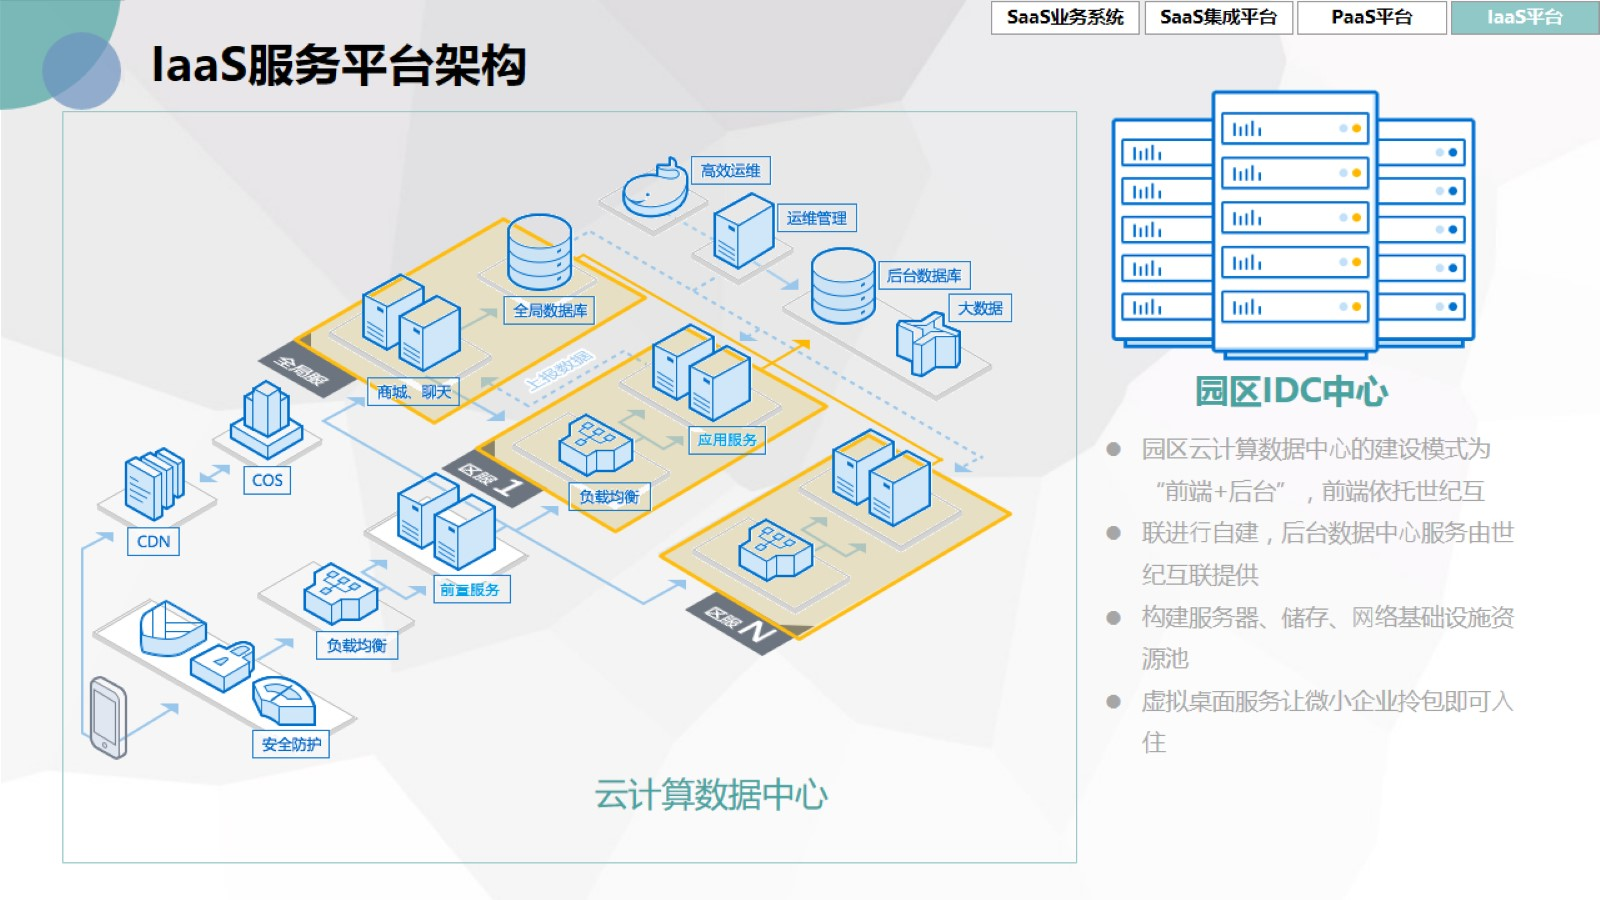 SaaS业务系统
SaaS集成平台
PaaS平台
IaaS平台
IaaS服务平台架构
高效运维
运维管理
后台数据库
大数据
全局数据库
全局服
商城、聊天
上报数据
COS
CDN
应用服务
区服1
负载均衡
前置服务
区服N
负载均衡
安全防护
云计算数据中心
园区IDC中心
● 园区云计算数据中心的建设模式为
“前端+后台”，前端依托世纪互
● 联进行自建，后台数据中心服务由世
纪互联提供
● 构建服务器、储存、网络基础设施资
源池
● 虚拟桌面服务让微小企业拎包即可入
住